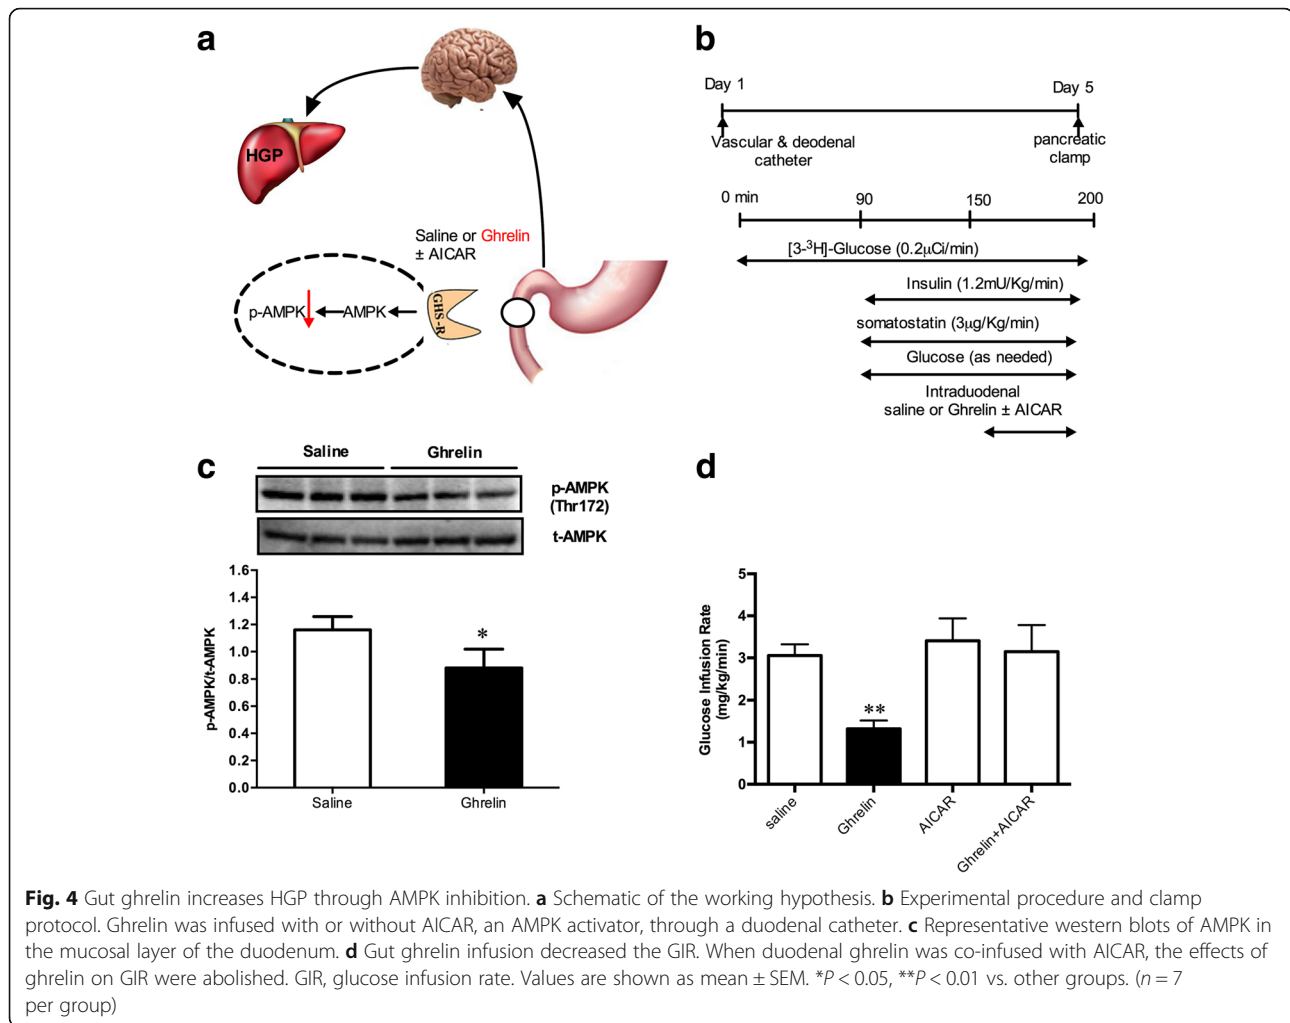 a
HGP
Saline or Ghrelin
± AICAR
p-AMPK
AMPK
GHS-R
b
Day 1
Day 5
Vascular & deodenal
catheter
pancreatic
clamp
0 min
90
150
200
[3-³H]-Glucose (0.2µCi/min)
Insulin (1.2mU/Kg/min)
somatostatin (3µg/Kg/min)
Glucose (as needed)
Intraduodenal
saline or Ghrelin ± AICAR
c
Saline
Ghrelin
p-AMPK
(Thr172)
t-AMPK
1.6
1.4
1.2
1.0
0.8
0.6
0.4
0.2
0.0
p-AMPK/t-AMPK
*
Saline
Ghrelin
d
5
4
3
2
1
0
Glucose Infusion Rate
(mg/kg/min)
**
saline
Ghrelin
AICAR
Ghrelin+AICAR
Fig. 4 Gut ghrelin increases HGP through AMPK inhibition. a Schematic of the working hypothesis. b Experimental procedure and clamp
protocol. Ghrelin was infused with or without AICAR, an AMPK activator, through a duodenal catheter. c Representative western blots of AMPK in
the mucosal layer of the duodenum. d Gut ghrelin infusion decreased the GIR. When duodenal ghrelin was co-infused with AICAR, the effects of
ghrelin on GIR were abolished. GIR, glucose infusion rate. Values are shown as mean ± SEM. *P < 0.05, **P < 0.01 vs. other groups. (n = 7
per group)